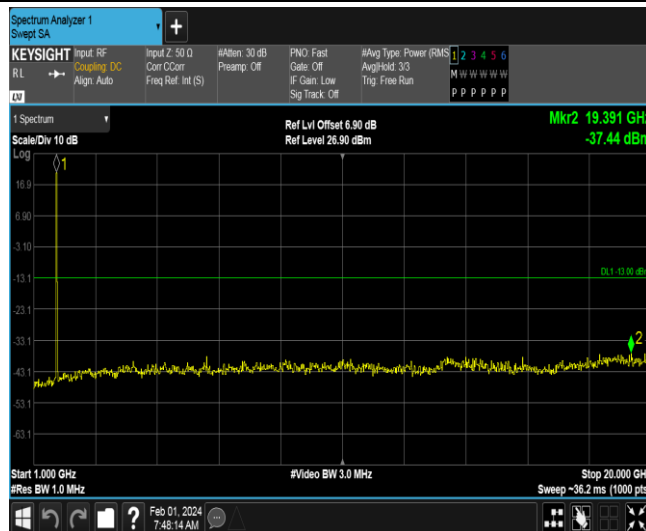 Spectrum Analyzer 1
Swept SA
+
KEYSIGHT
RL
Input: RF
Coupling: DC
Align: Auto
Input Z: 50 Ω
Corr CCorr
Freq Ref: Int (S)
#Atten: 30 dB
Preamp: Off
PNO: Fast
Gate: Off
IF Gain: Low
Sig Track: Off
#Avg Type: Power (RMS
Avg|Hold: 3/3
Trig: Free Run
1 2 3 4 5 6
M W W W W W
P P P P P P
LXI
1 Spectrum
Scale/Div 10 dB
Log
Ref Lvl Offset 6.90 dB
Ref Level 26.90 dBm
Mkr2 19.391 GHz
-37.44 dBm
1
16.9
6.90
-3.10
-13.1
DL1 -13.00 dBm
-23.1
-33.1
2
-43.1
-53.1
-63.1
Start 1.000 GHz
#Res BW 1.0 MHz
#Video BW 3.0 MHz
Stop 20.000 GHz
Sweep ~36.2 ms (1000 pts
?
Feb 01, 2024
7:48:14 AM